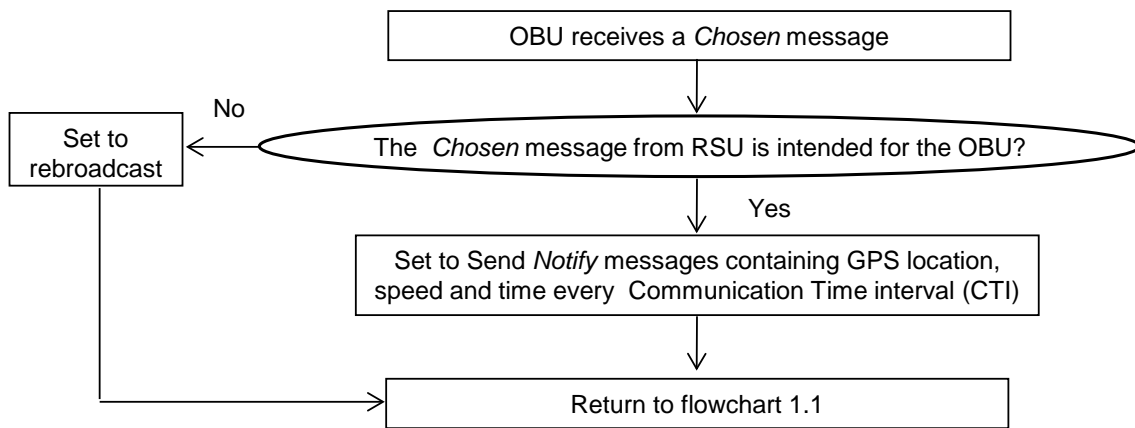 OBU receives a Chosen message
No
Set to
rebroadcast
The Chosen message from RSU is intended for the OBU?
Yes
Set to Send Notify messages containing GPS location,
speed and time every Communication Time interval (CTI)
Return to flowchart 1.1